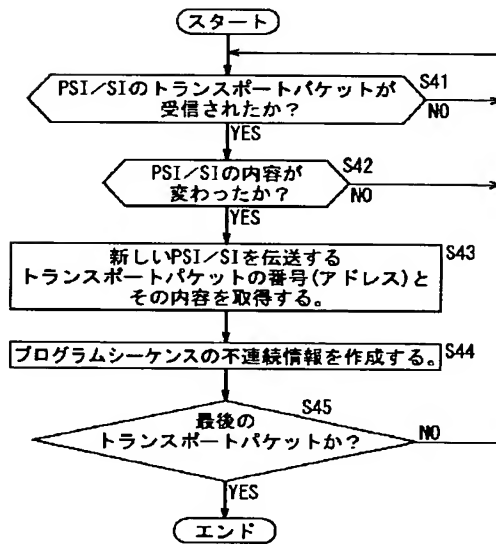 スタート
PSI/SIのトランスポートパケットが
受信されたか?
S41
NO
YES
PSI/SIの内容が
変わったか?
S42
NO
YES
新しいPSI/SIを伝送する
トランスポートパケットの番号(アドレス)と
その内容を取得する。
S43
プログラムシーケンスの不連続情報を作成する。
S44
最後の
トランスポートパケットか?
S45
NO
YES
エンド